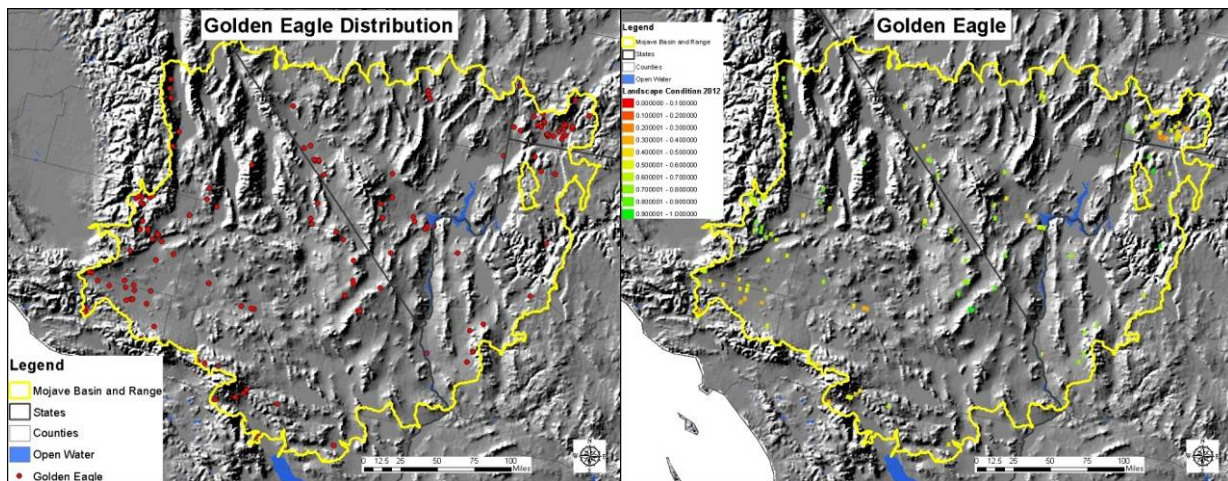 Golden Eagle Distribution
Legend
Mojave Basin and Range
States
Counties
Open Water
Golden Eagle
0 12.5 25 50 75 100
Miles
Golden Eagle
Legend
Mojave Basin and Range
States
Counties
Open Water
Landscape Condition 2012
0.000000 - 0.100000
0.100001 - 0.200000
0.200001 - 0.300000
0.300001 - 0.400000
0.400001 - 0.500000
0.500001 - 0.600000
0.600001 - 0.700000
0.700001 - 0.800000
0.800001 - 0.900000
0.900001 - 1.000000
0 12.5 25 50 75 100
Miles